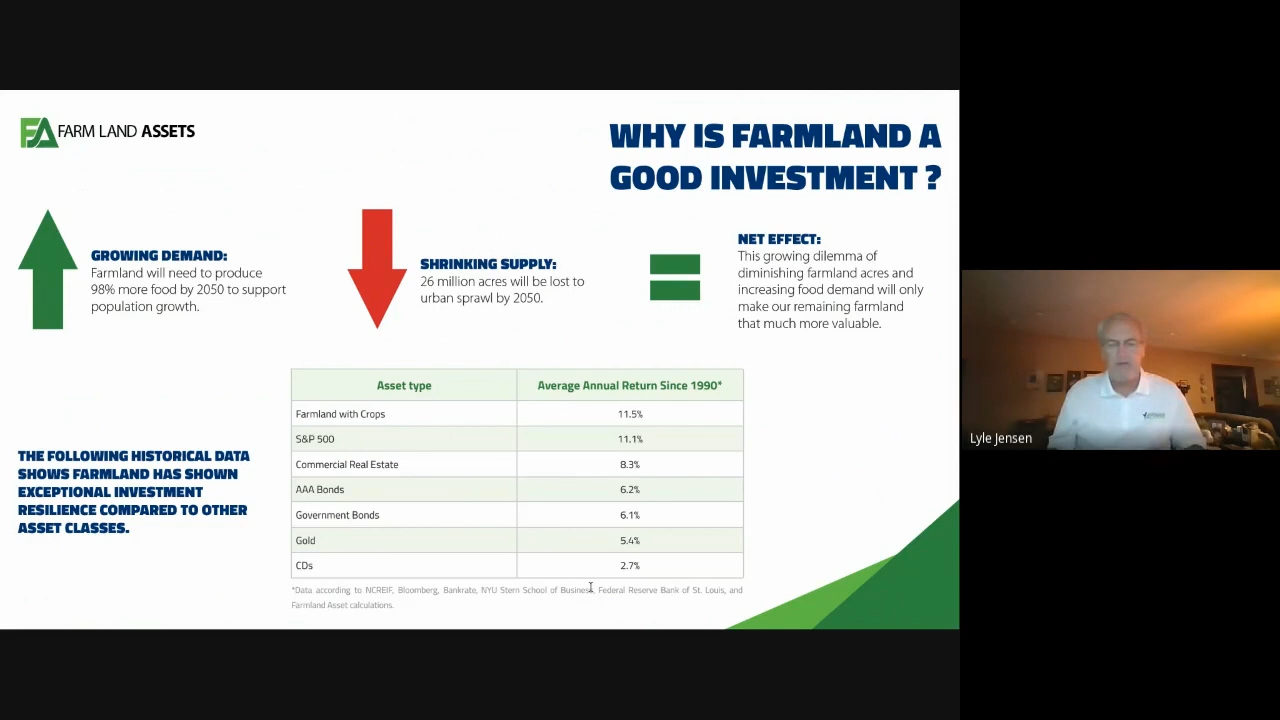 FA FARM LAND ASSETS
WHY IS FARMLAND A
GOOD INVESTMENT ?
GROWING DEMAND:
Farmland will need to produce
98% more food by 2050 to support
population growth.
SHRINKING SUPPLY:
26 million acres will be lost to
urban sprawl by 2050.
NET EFFECT:
This growing dilemma of
diminishing farmland acres and
increasing food demand will only
make our remaining farmland
that much more valuable.
THE FOLLOWING HISTORICAL DATA
SHOWS FARMLAND HAS SHOWN
EXCEPTIONAL INVESTMENT
RESILIENCE COMPARED TO OTHER
ASSET CLASSES.
Asset type Average Annual Return Since 1990*
Farmland with Crops 11.5%
S&P 500 11.1%
Commercial Real Estate 8.3%
AAA Bonds 6.2%
Government Bonds 6.1%
Gold 5.4%
CDs 2.7%
*Data according to NCREIF, Bloomberg, Bankrate, NYU Stern School of Business, Federal Reserve Bank of St. Louis, and
Farmland Asset calculations.
Lyle Jensen